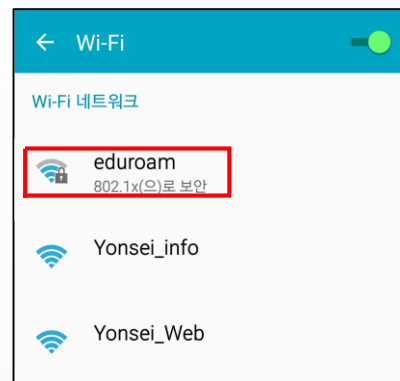 Wi-Fi
Wi-Fi 네트워크
eduroam
802.1x(으)로 보안
Yonsei_info
Yonsei_Web